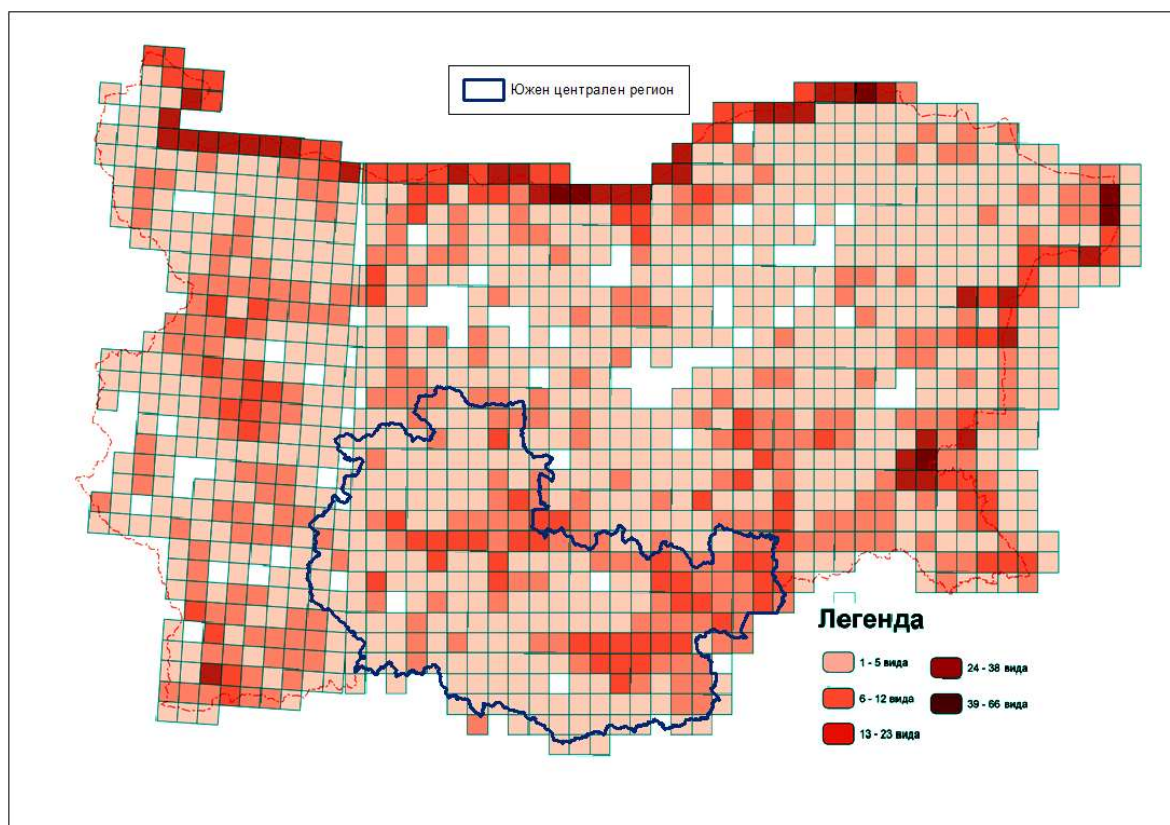 Южен централен регион
Легенда
1 - 5 вида
24 - 38 вида
6 - 12 вида
39 - 66 вида
13 - 23 вида